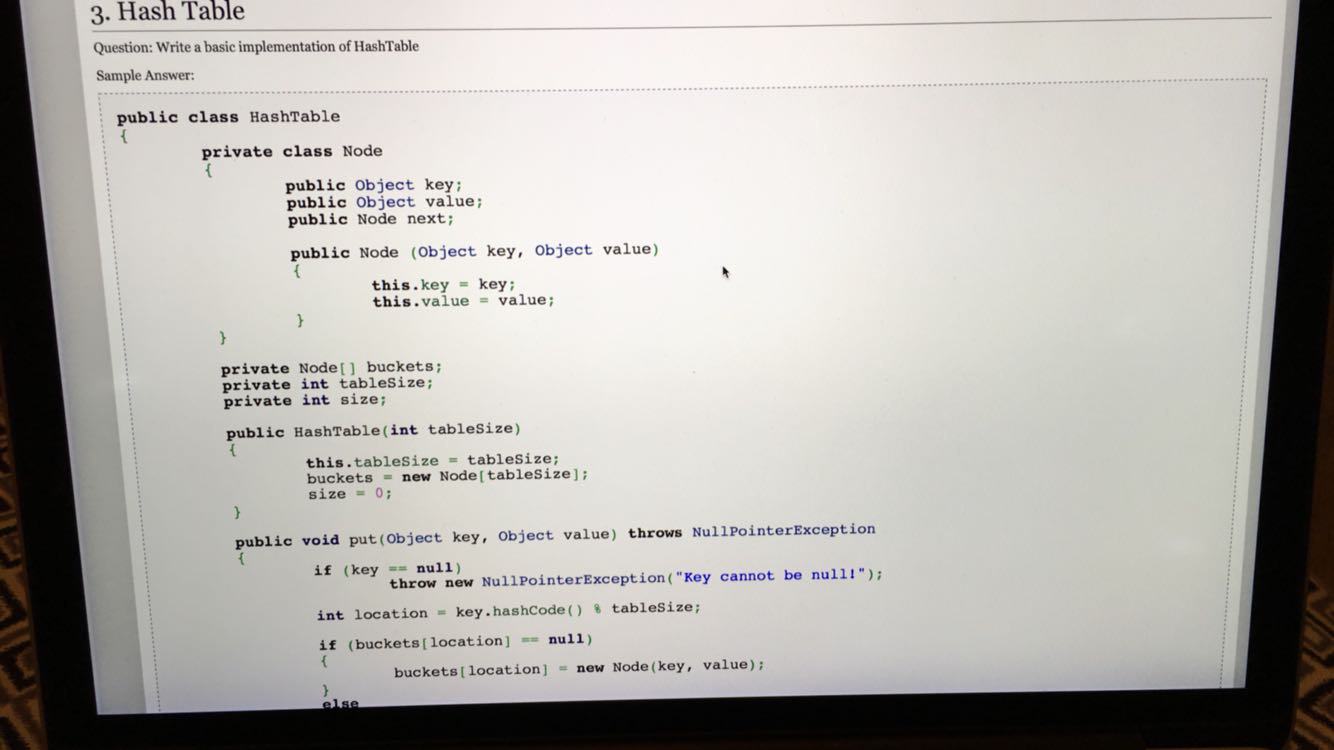 3. Hash Table
Question: Write a basic implementation of HashTable
Sample Answer:
public class HashTable
{
private class Node
{
public Object key;
public Object value;
public Node next;
public Node (Object key, Object value)
{
this.key = key;
this.value = value;
}
}
private Node[] buckets;
private int tableSize;
private int size;
public HashTable(int tableSize)
{
this.tableSize = tableSize;
buckets = new Node[tableSize];
size = 0;
}
public void put(Object key, Object value) throws NullPointerException
{
if (key == null)
throw new NullPointerException("Key cannot be null!");
int location = key.hashCode() % tableSize;
if (buckets[location] == null)
{
buckets[location] = new Node(key, value);
}
else